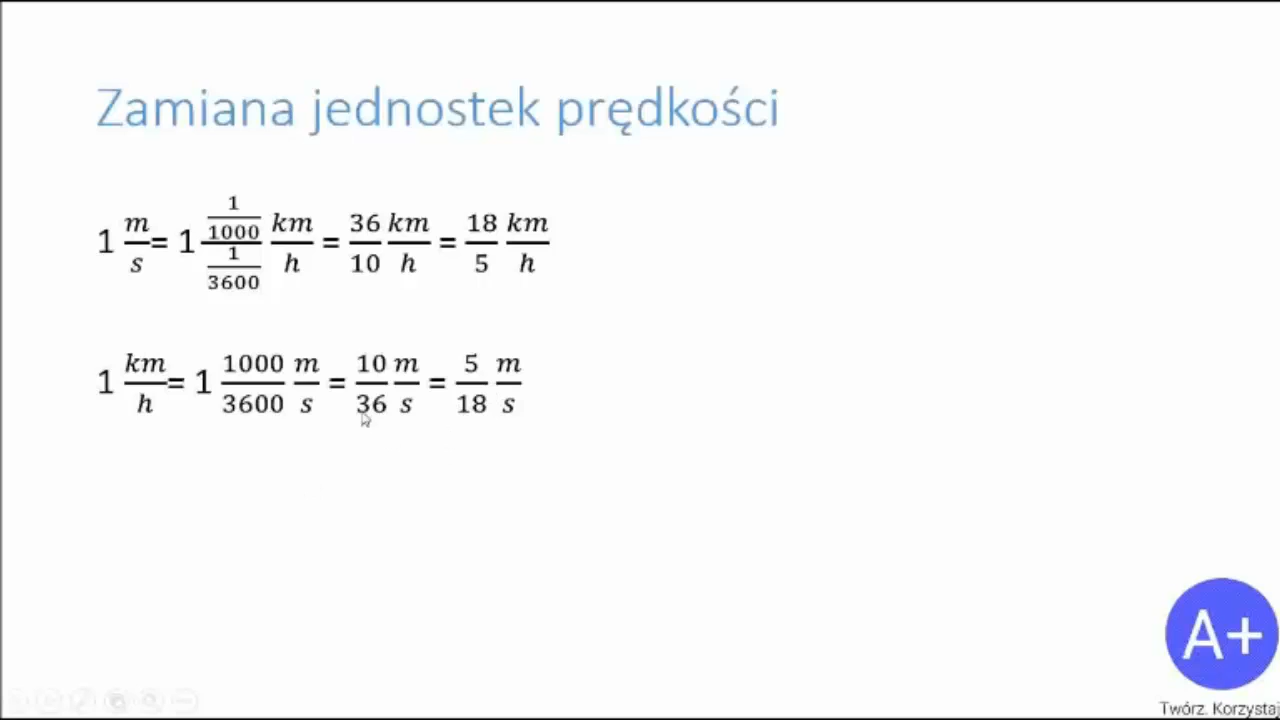 Zamiana jednostek prędkości
1 m/s = 1 (1/1000)/(1/3600) km/h = 36/10 km/h = 18/5 km/h
1 km/h = 1 1000/3600 m/s = 10/36 m/s = 5/18 m/s
A+
Twórz. Korzystaj